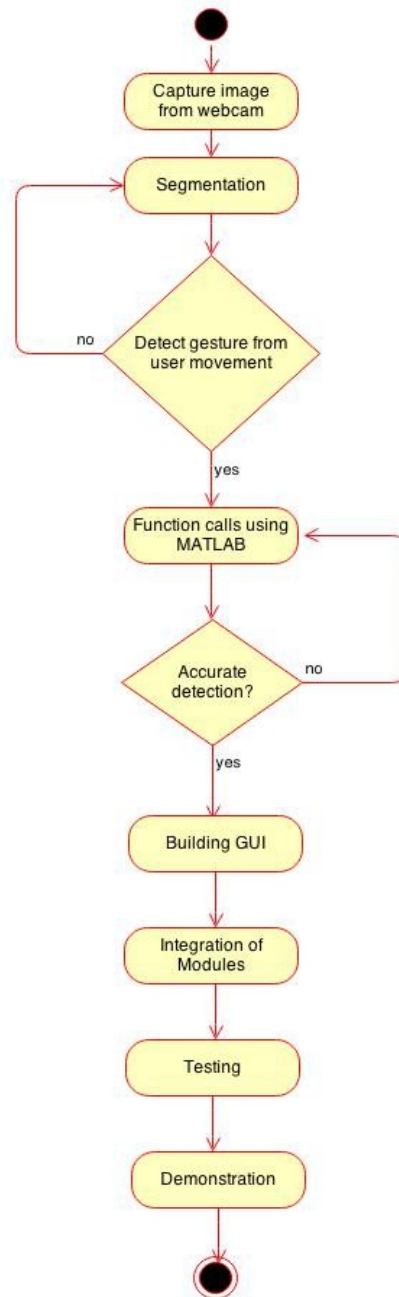 Capture image
from webcam
Segmentation
no
Detect gesture from
user movement
yes
Function calls using
MATLAB
Accurate
detection?
no
yes
Building GUI
Integration of
Modules
Testing
Demonstration